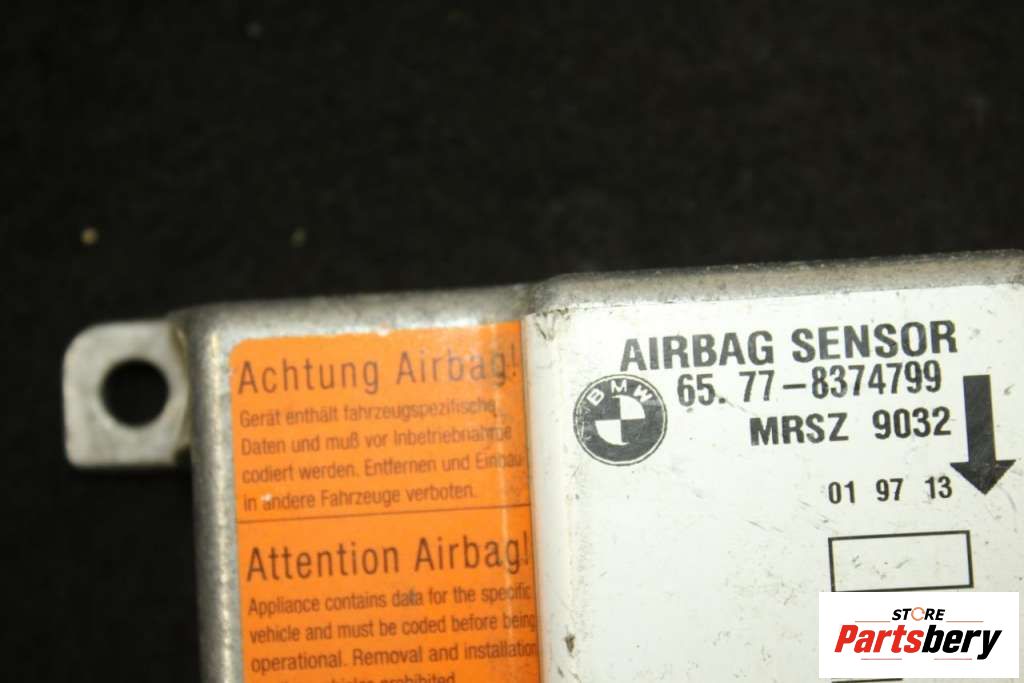 Achtung Airbag!
Gerät enthält fahrzeugspezifische
Daten und muß vor Inbetriebnahme
codiert werden. Entfernen und Einbau
in andere Fahrzeuge verboten.
Attention Airbag!
Appliance contains data for the specific
vehicle and must be coded before being
operational. Removal and installation
prohibited
AIRBAG SENSOR
BMW
65. 77-8374799
MRSZ 9032
01 97 13
STORE
Partsbery